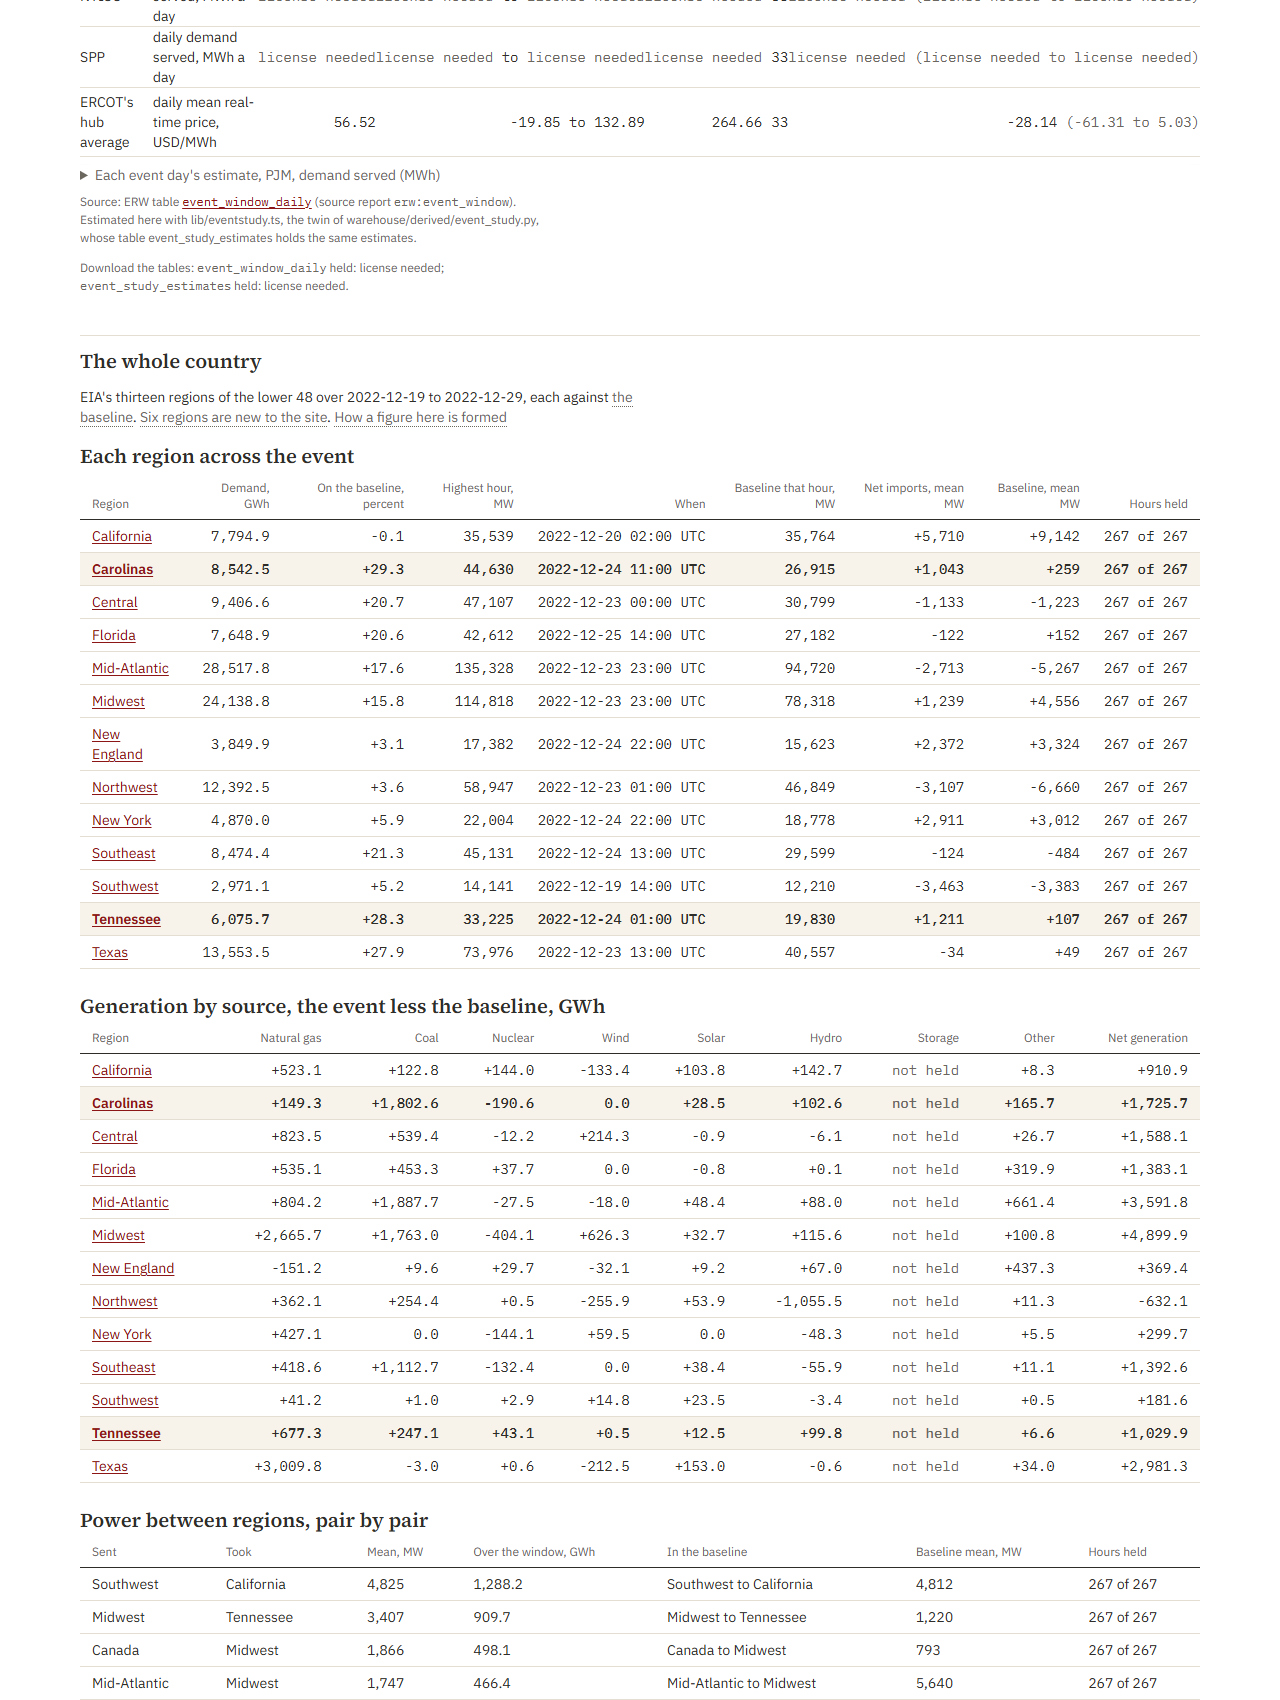 day
SPP daily demand served, MWh a day license neededlicense needed to license neededlicense needed 33license needed (license needed to license needed)
ERCOT's hub average daily mean real-time price, USD/MWh 56.52 -19.85 to 132.89 264.66 33 -28.14 (-61.31 to 5.03)
▶ Each event day's estimate, PJM, demand served (MWh)
Source: ERW table event_window_daily (source report erw:event_window).
Estimated here with lib/eventstudy.ts, the twin of warehouse/derived/event_study.py,
whose table event_study_estimates holds the same estimates.
Download the tables: event_window_daily held: license needed;
event_study_estimates held: license needed.
The whole country
EIA's thirteen regions of the lower 48 over 2022-12-19 to 2022-12-29, each against the
baseline. Six regions are new to the site. How a figure here is formed
Each region across the event
Region Demand, GWh On the baseline, percent Highest hour, MW When Baseline that hour, MW Net imports, mean MW Baseline, mean MW Hours held
California 7,794.9 -0.1 35,539 2022-12-20 02:00 UTC 35,764 +5,710 +9,142 267 of 267
Carolinas 8,542.5 +29.3 44,630 2022-12-24 11:00 UTC 26,915 +1,043 +259 267 of 267
Central 9,406.6 +20.7 47,107 2022-12-23 00:00 UTC 30,799 -1,133 -1,223 267 of 267
Florida 7,648.9 +20.6 42,612 2022-12-25 14:00 UTC 27,182 -122 +152 267 of 267
Mid-Atlantic 28,517.8 +17.6 135,328 2022-12-23 23:00 UTC 94,720 -2,713 -5,267 267 of 267
Midwest 24,138.8 +15.8 114,818 2022-12-23 23:00 UTC 78,318 +1,239 +4,556 267 of 267
New England 3,849.9 +3.1 17,382 2022-12-24 22:00 UTC 15,623 +2,372 +3,324 267 of 267
Northwest 12,392.5 +3.6 58,947 2022-12-23 01:00 UTC 46,849 -3,107 -6,660 267 of 267
New York 4,870.0 +5.9 22,004 2022-12-24 22:00 UTC 18,778 +2,911 +3,012 267 of 267
Southeast 8,474.4 +21.3 45,131 2022-12-24 13:00 UTC 29,599 -124 -484 267 of 267
Southwest 2,971.1 +5.2 14,141 2022-12-19 14:00 UTC 12,210 -3,463 -3,383 267 of 267
Tennessee 6,075.7 +28.3 33,225 2022-12-24 01:00 UTC 19,830 +1,211 +107 267 of 267
Texas 13,553.5 +27.9 73,976 2022-12-23 13:00 UTC 40,557 -34 +49 267 of 267
Generation by source, the event less the baseline, GWh
Region Natural gas Coal Nuclear Wind Solar Hydro Storage Other Net generation
California +523.1 +122.8 +144.0 -133.4 +103.8 +142.7 not held +8.3 +910.9
Carolinas +149.3 +1,802.6 -190.6 0.0 +28.5 +102.6 not held +165.7 +1,725.7
Central +823.5 +539.4 -12.2 +214.3 -0.9 -6.1 not held +26.7 +1,588.1
Florida +535.1 +453.3 +37.7 0.0 -0.8 +0.1 not held +319.9 +1,383.1
Mid-Atlantic +804.2 +1,887.7 -27.5 -18.0 +48.4 +88.0 not held +661.4 +3,591.8
Midwest +2,665.7 +1,763.0 -404.1 +626.3 +32.7 +115.6 not held +100.8 +4,899.9
New England -151.2 +9.6 +29.7 -32.1 +9.2 +67.0 not held +437.3 +369.4
Northwest +362.1 +254.4 +0.5 -255.9 +53.9 -1,055.5 not held +11.3 -632.1
New York +427.1 0.0 -144.1 +59.5 0.0 -48.3 not held +5.5 +299.7
Southeast +418.6 +1,112.7 -132.4 0.0 +38.4 -55.9 not held +11.1 +1,392.6
Southwest +41.2 +1.0 +2.9 +14.8 +23.5 -3.4 not held +0.5 +181.6
Tennessee +677.3 +247.1 +43.1 +0.5 +12.5 +99.8 not held +6.6 +1,029.9
Texas +3,009.8 -3.0 +0.6 -212.5 +153.0 -0.6 not held +34.0 +2,981.3
Power between regions, pair by pair
Sent Took Mean, MW Over the window, GWh In the baseline Baseline mean, MW Hours held
Southwest California 4,825 1,288.2 Southwest to California 4,812 267 of 267
Midwest Tennessee 3,407 909.7 Midwest to Tennessee 1,220 267 of 267
Canada Midwest 1,866 498.1 Canada to Midwest 793 267 of 267
Mid-Atlantic Midwest 1,747 466.4 Mid-Atlantic to Midwest 5,640 267 of 267